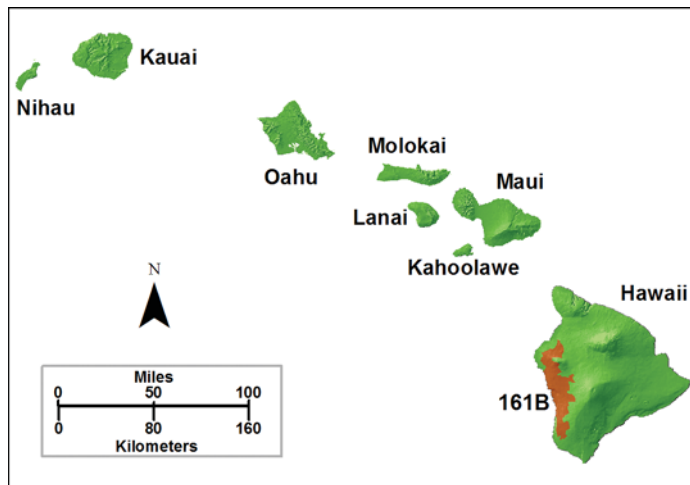 Kauai
Nihau
Oahu
Molokai
Maui
Lanai
Kahoolawe
Hawaii
161B
N
Miles
0 50 100
0 80 160
Kilometers